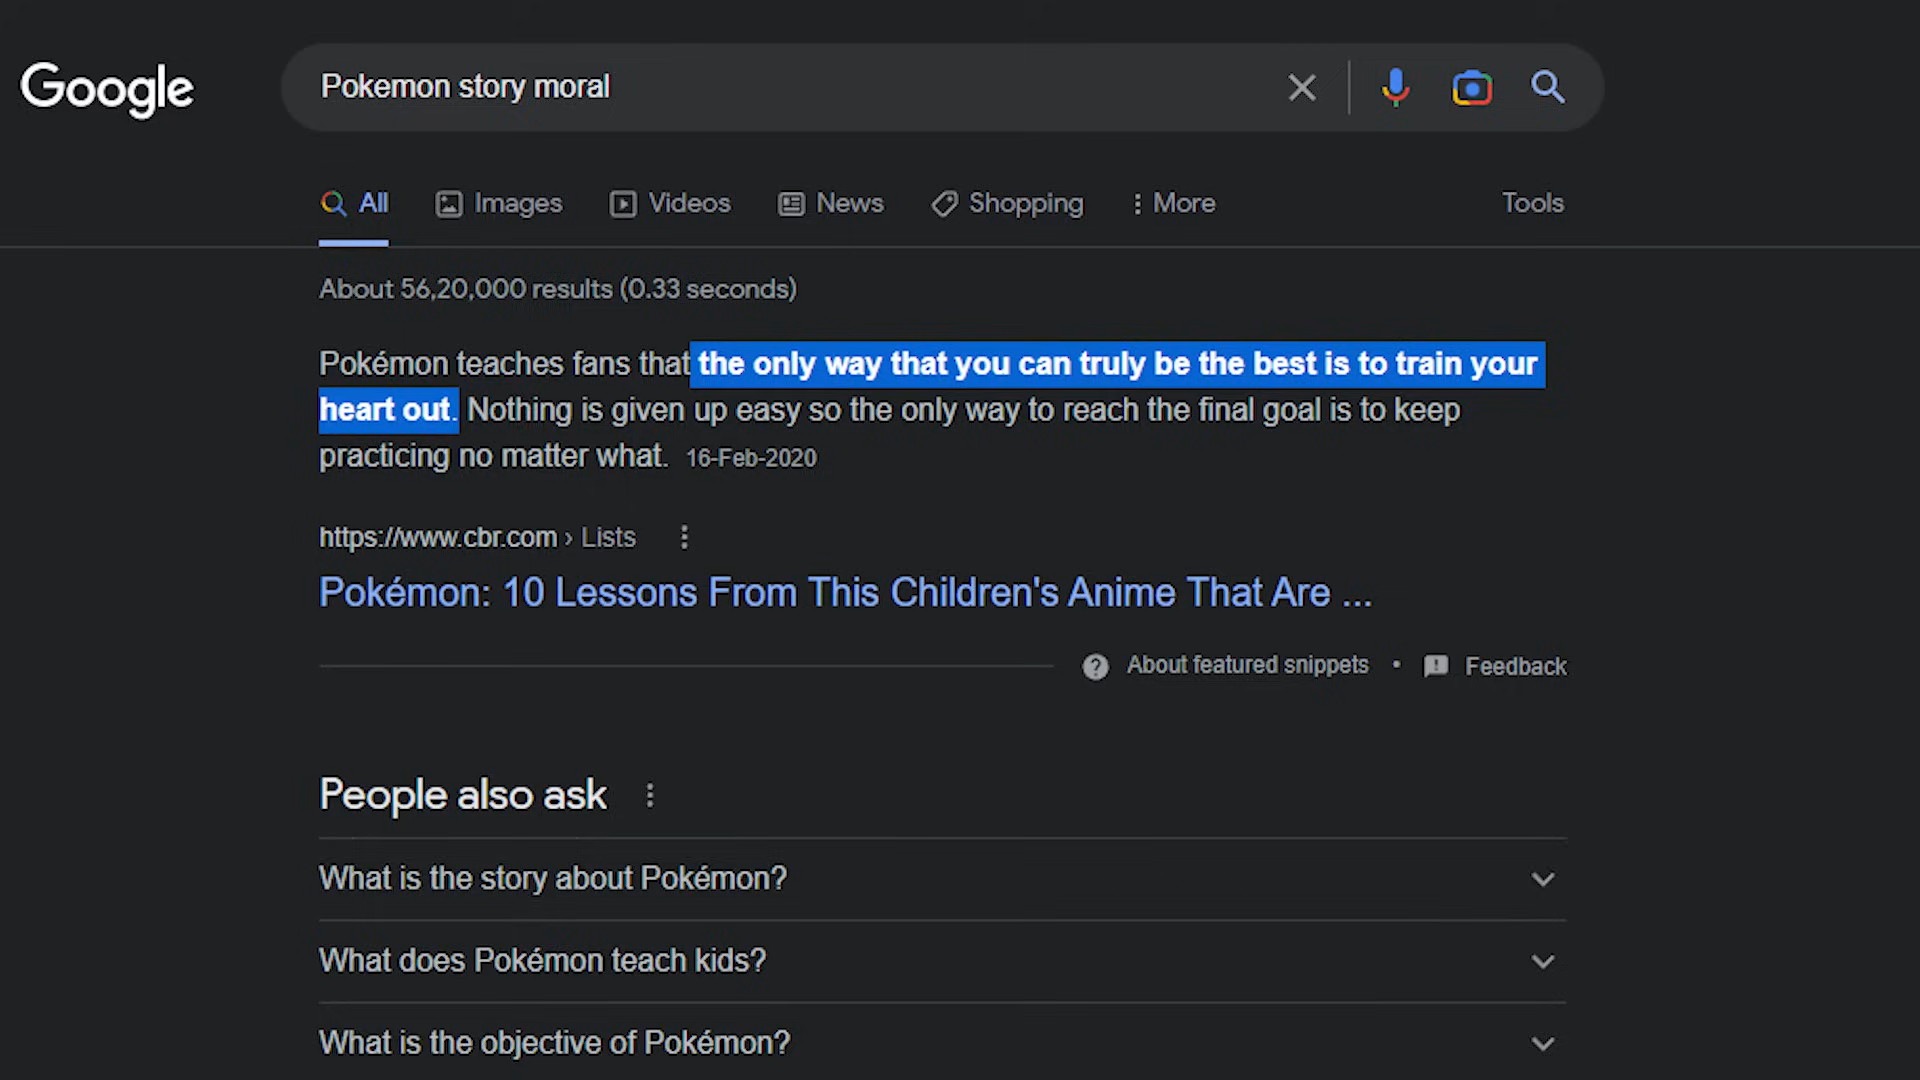 Google
Pokemon story moral
All Images Videos News Shopping More Tools
About 56,20,000 results (0.33 seconds)
Pokémon teaches fans that the only way that you can truly be the best is to train your
heart out. Nothing is given up easy so the only way to reach the final goal is to keep
practicing no matter what. 16-Feb-2020
https://www.cbr.com › Lists
Pokémon: 10 Lessons From This Children's Anime That Are ...
About featured snippets • Feedback
People also ask
What is the story about Pokémon?
What does Pokémon teach kids?
What is the objective of Pokémon?